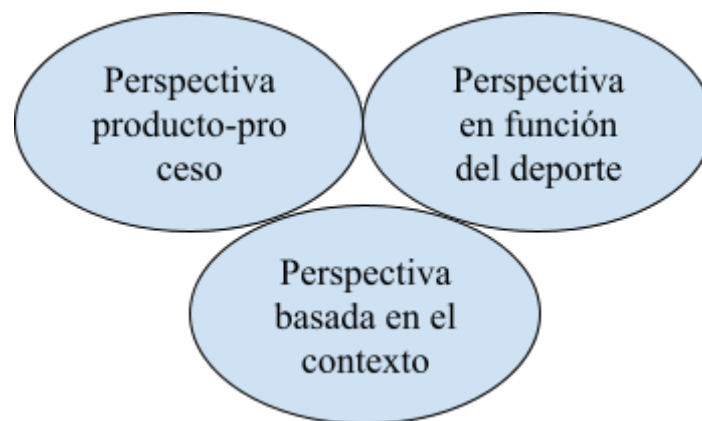 Perspectiva
producto-pro
ceso
Perspectiva
en función
del deporte
Perspectiva
basada en el
contexto